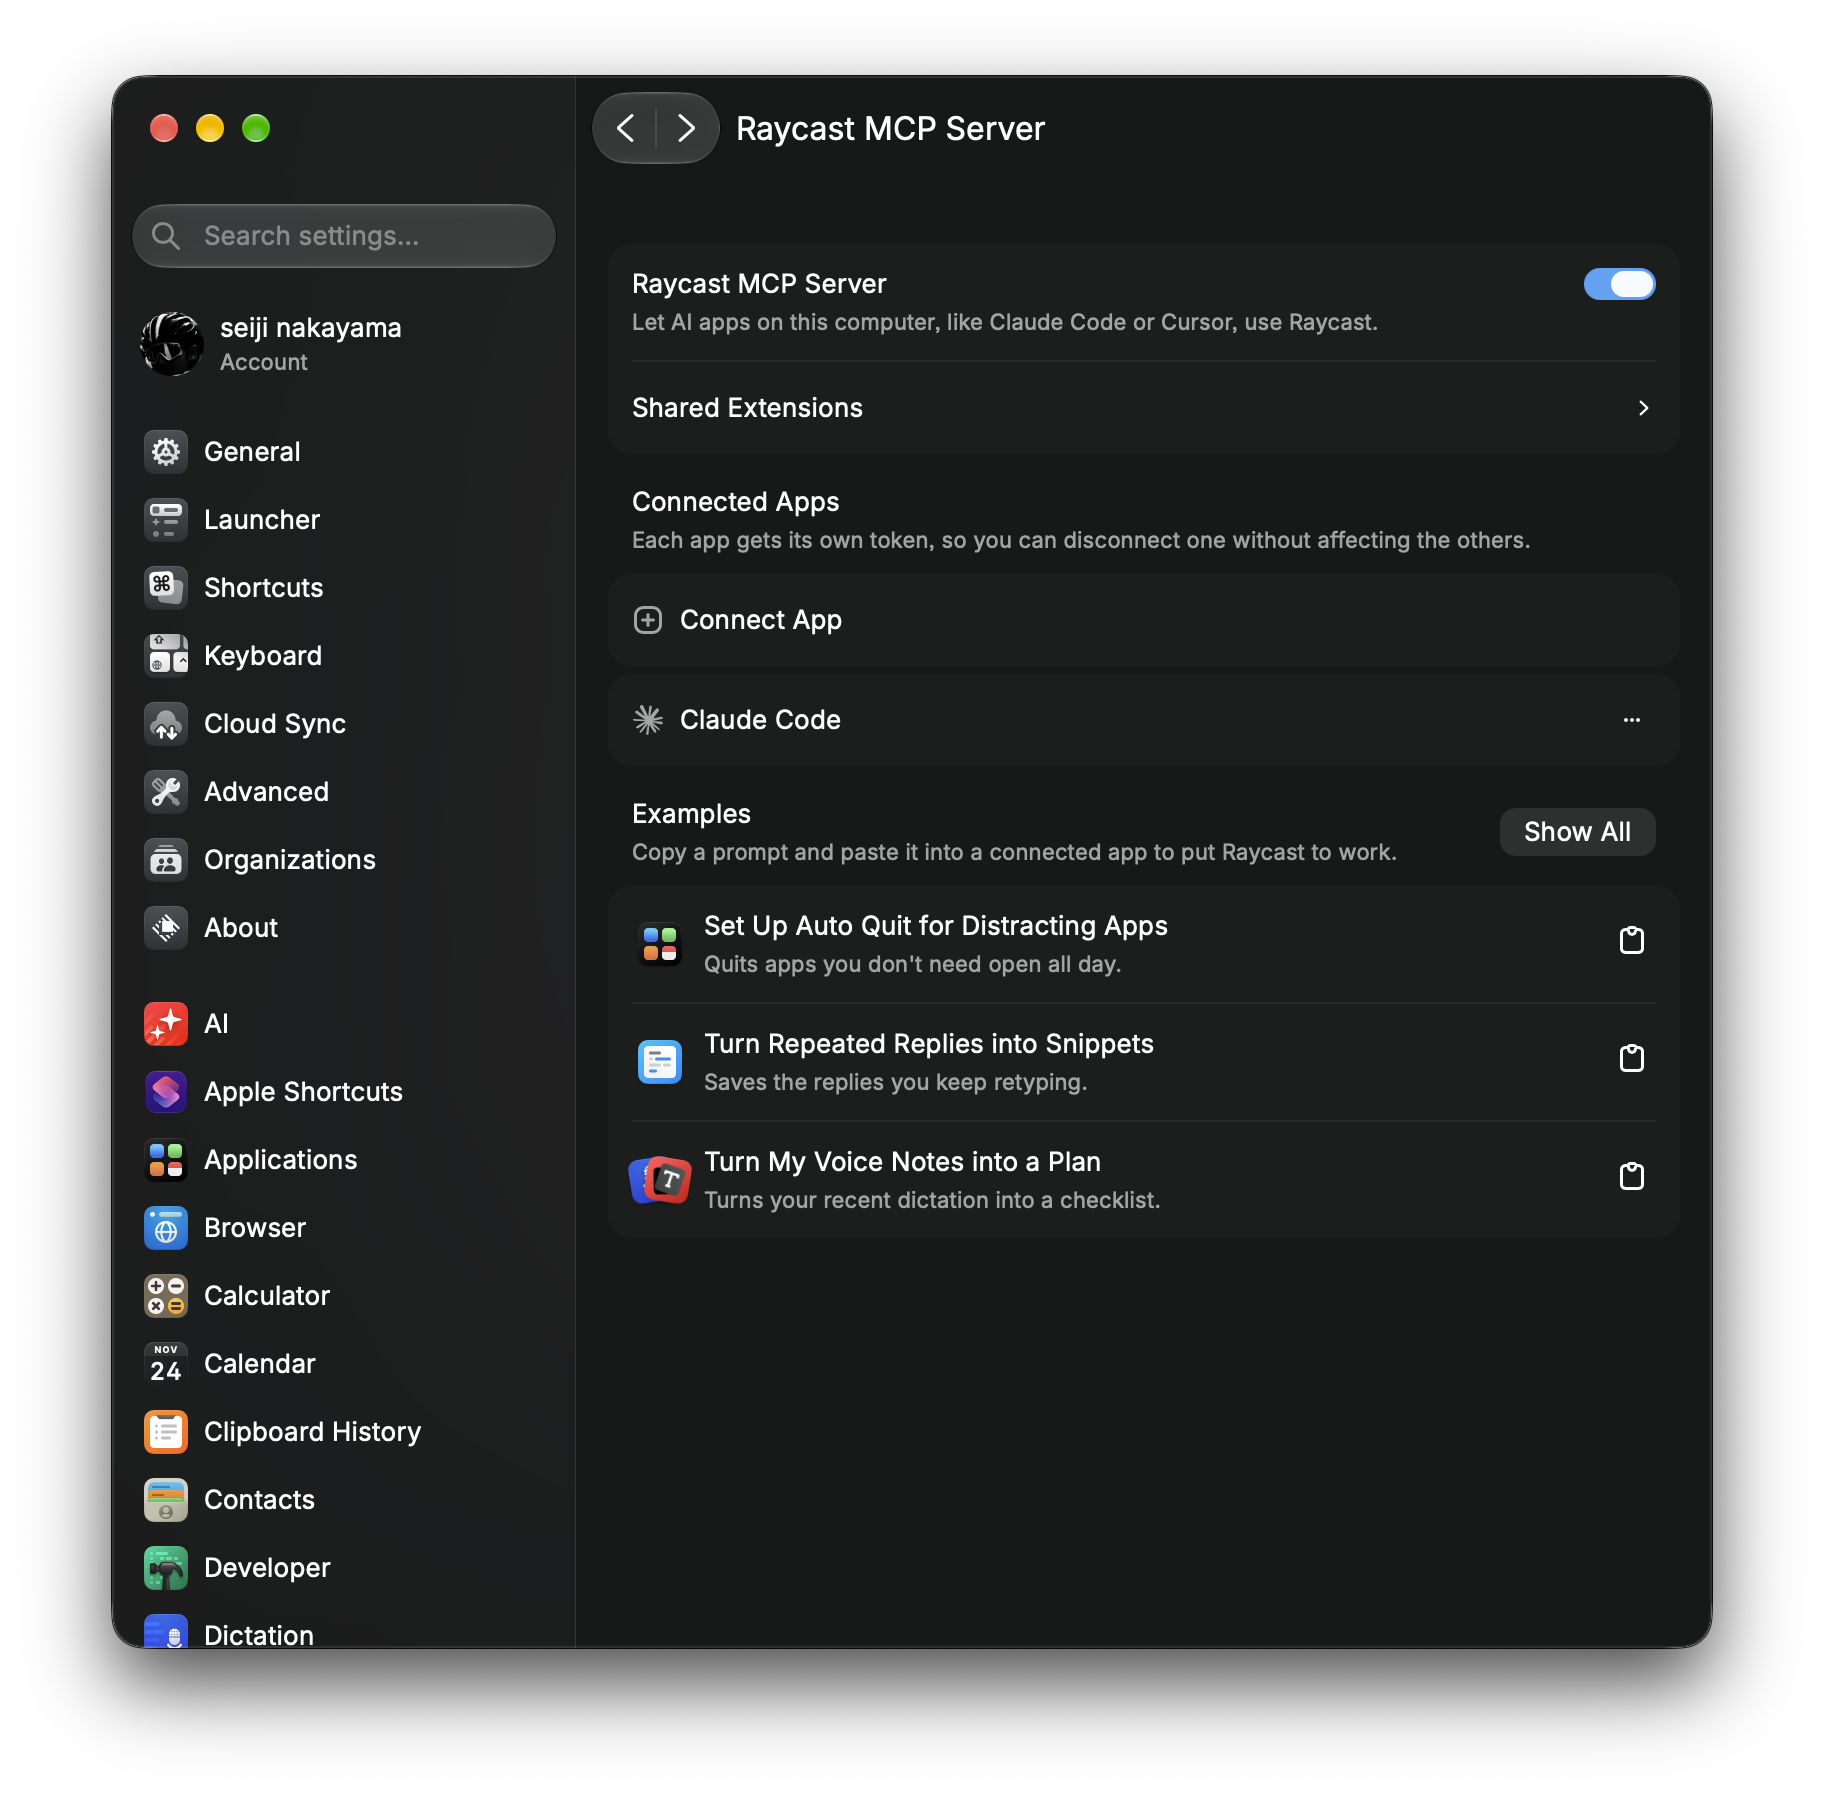 Raycast MCP Server
Search settings...
seiji nakayama
Account
General
Launcher
Shortcuts
Keyboard
Cloud Sync
Advanced
Organizations
About
AI
Apple Shortcuts
Applications
Browser
Calculator
NOV
24
Calendar
Clipboard History
Contacts
Developer
Dictation
Raycast MCP Server
Let AI apps on this computer, like Claude Code or Cursor, use Raycast.
Shared Extensions
Connected Apps
Each app gets its own token, so you can disconnect one without affecting the others.
Connect App
Claude Code
Examples
Copy a prompt and paste it into a connected app to put Raycast to work.
Show All
Set Up Auto Quit for Distracting Apps
Quits apps you don't need open all day.
Turn Repeated Replies into Snippets
Saves the replies you keep retyping.
T
Turn My Voice Notes into a Plan
Turns your recent dictation into a checklist.